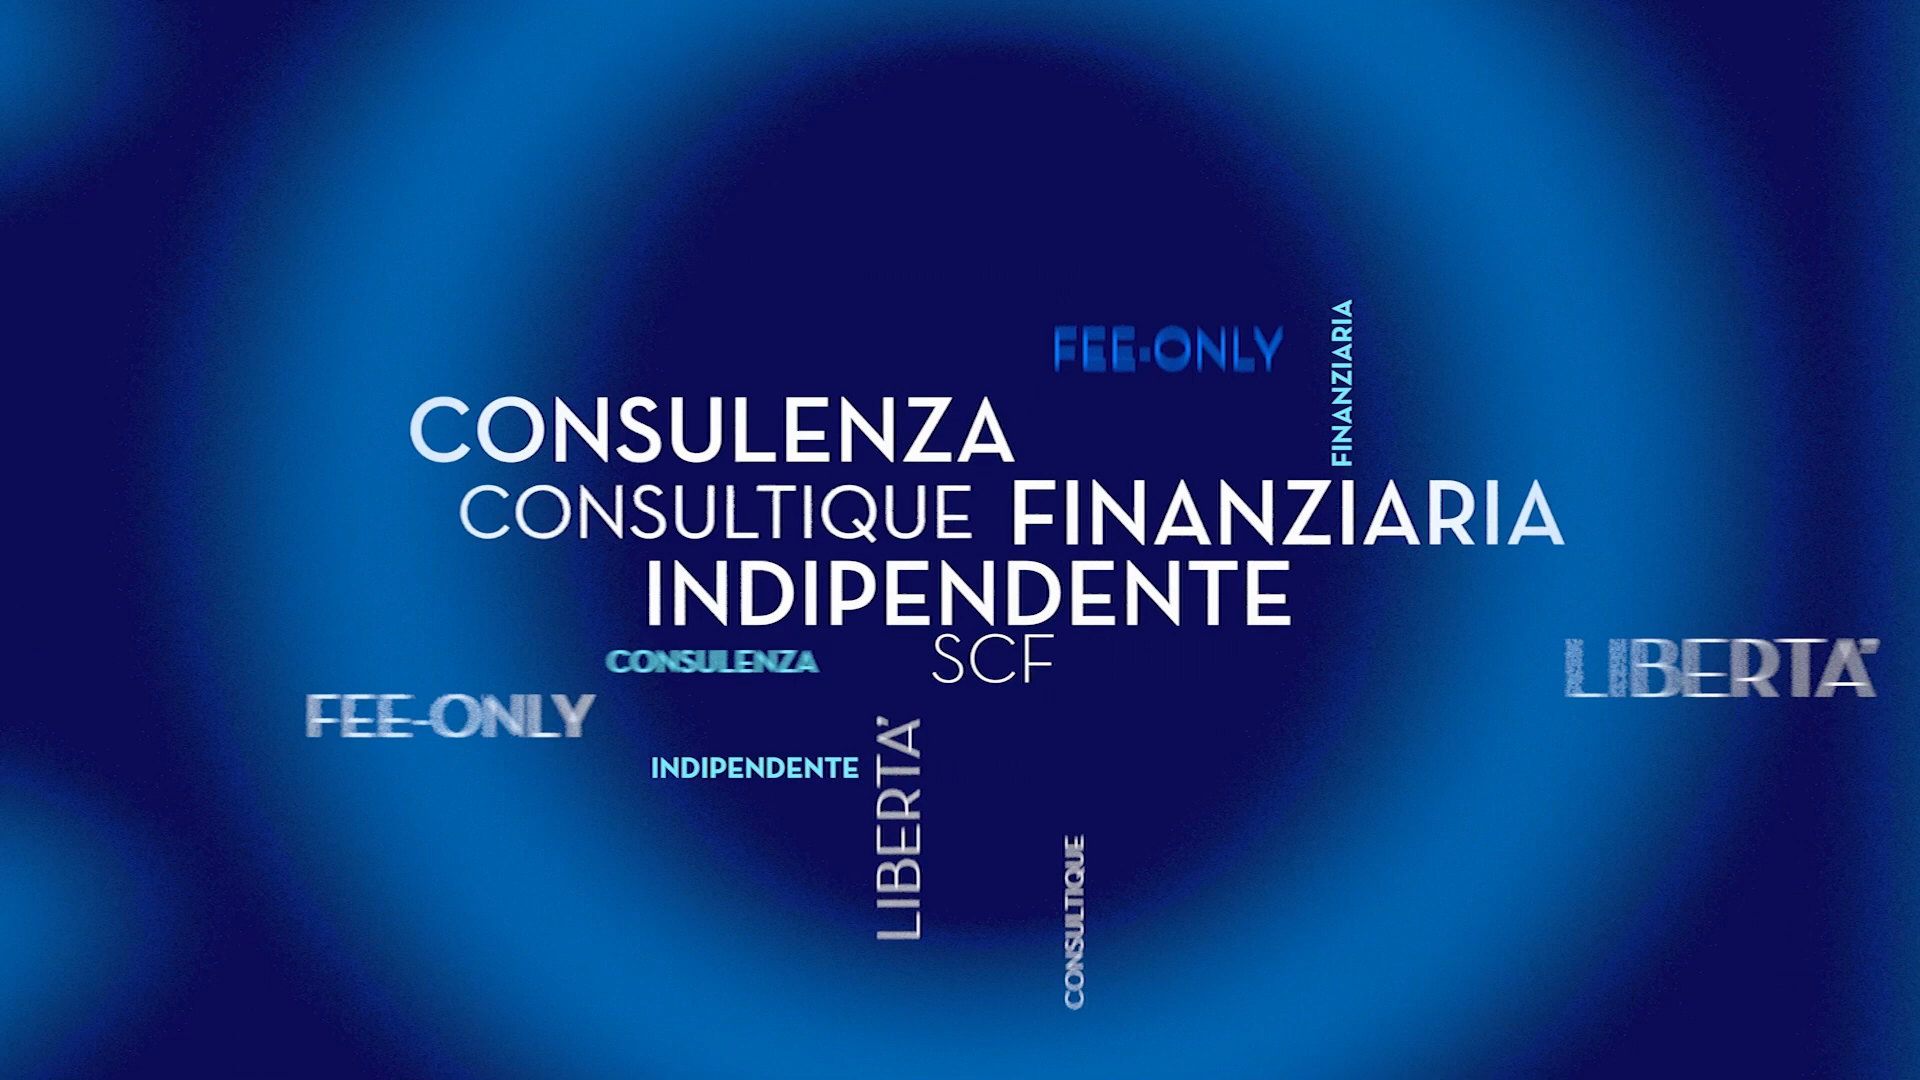 FEE-ONLY
FINANZIARIA
CONSULENZA
CONSULTIQUE FINANZIARIA
INDIPENDENTE
SCF
CONSULENZA
LIBERTA'
FEE-ONLY
INDIPENDENTE
LIBERTA'
CONSULTIQUE